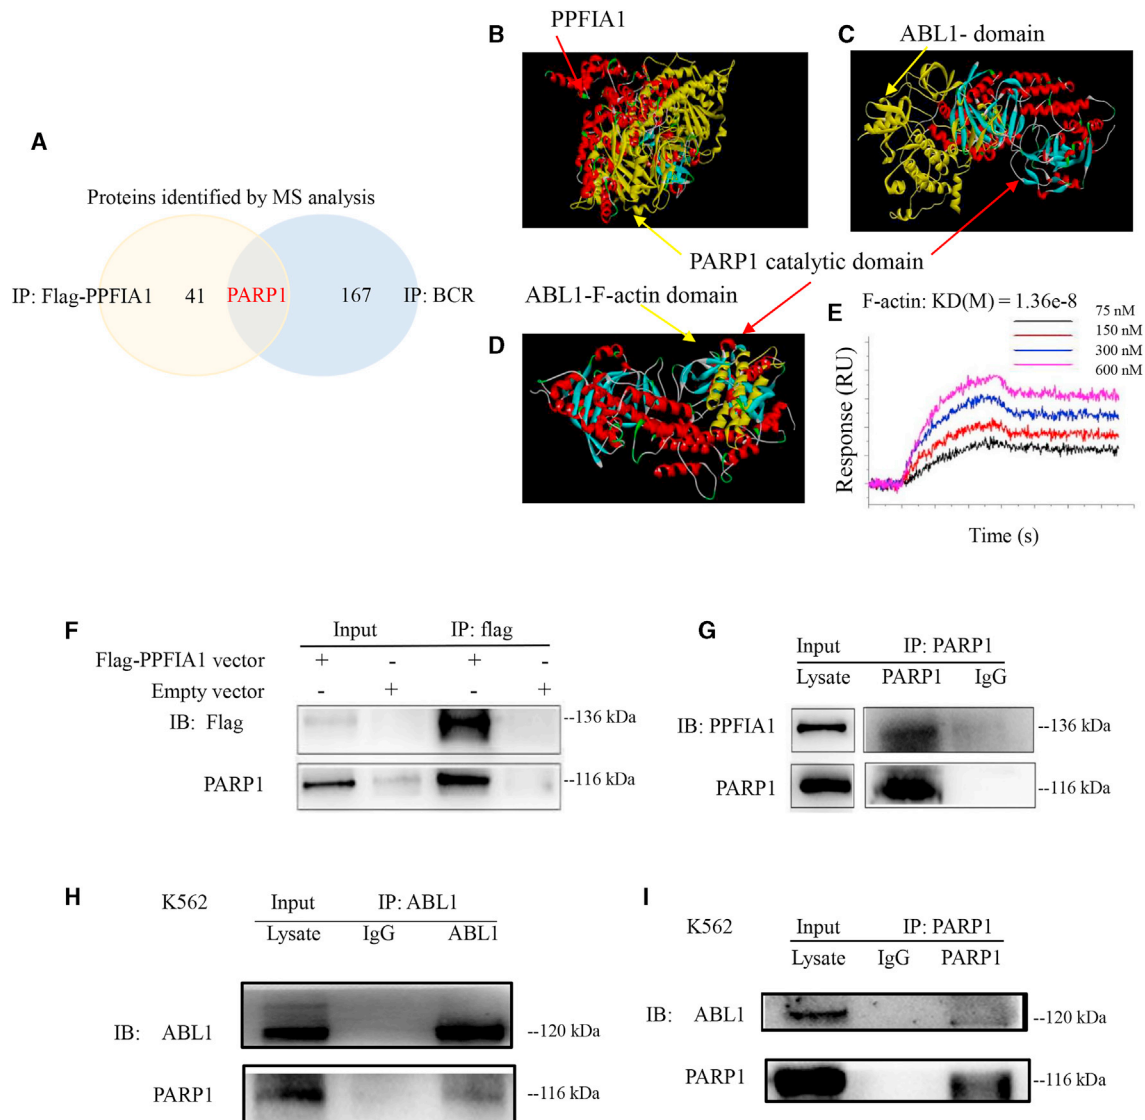 A
Proteins identified by MS analysis
IP: Flag-PPFIA1 41 PARP1 167 IP: BCR
B
PPFIA1
C
ABL1- domain
PARP1 catalytic domain
D
ABL1-F-actin domain
E
F-actin: KD(M) = 1.36e-8
75 nM
150 nM
300 nM
600 nM
Response (RU)
Time (s)
F
Input IP: flag
Flag-PPFIA1 vector + - + -
Empty vector - + - +
IB: Flag --136 kDa
PARP1 --116 kDa
G
Input IP: PARP1
Lysate PARP1 IgG
IB: PPFIA1 --136 kDa
PARP1 --116 kDa
H
K562 Input IP: ABL1
Lysate IgG ABL1
IB: ABL1 --120 kDa
PARP1 --116 kDa
I
K562 Input IP: PARP1
Lysate IgG PARP1
IB: ABL1 --120 kDa
PARP1 --116 kDa